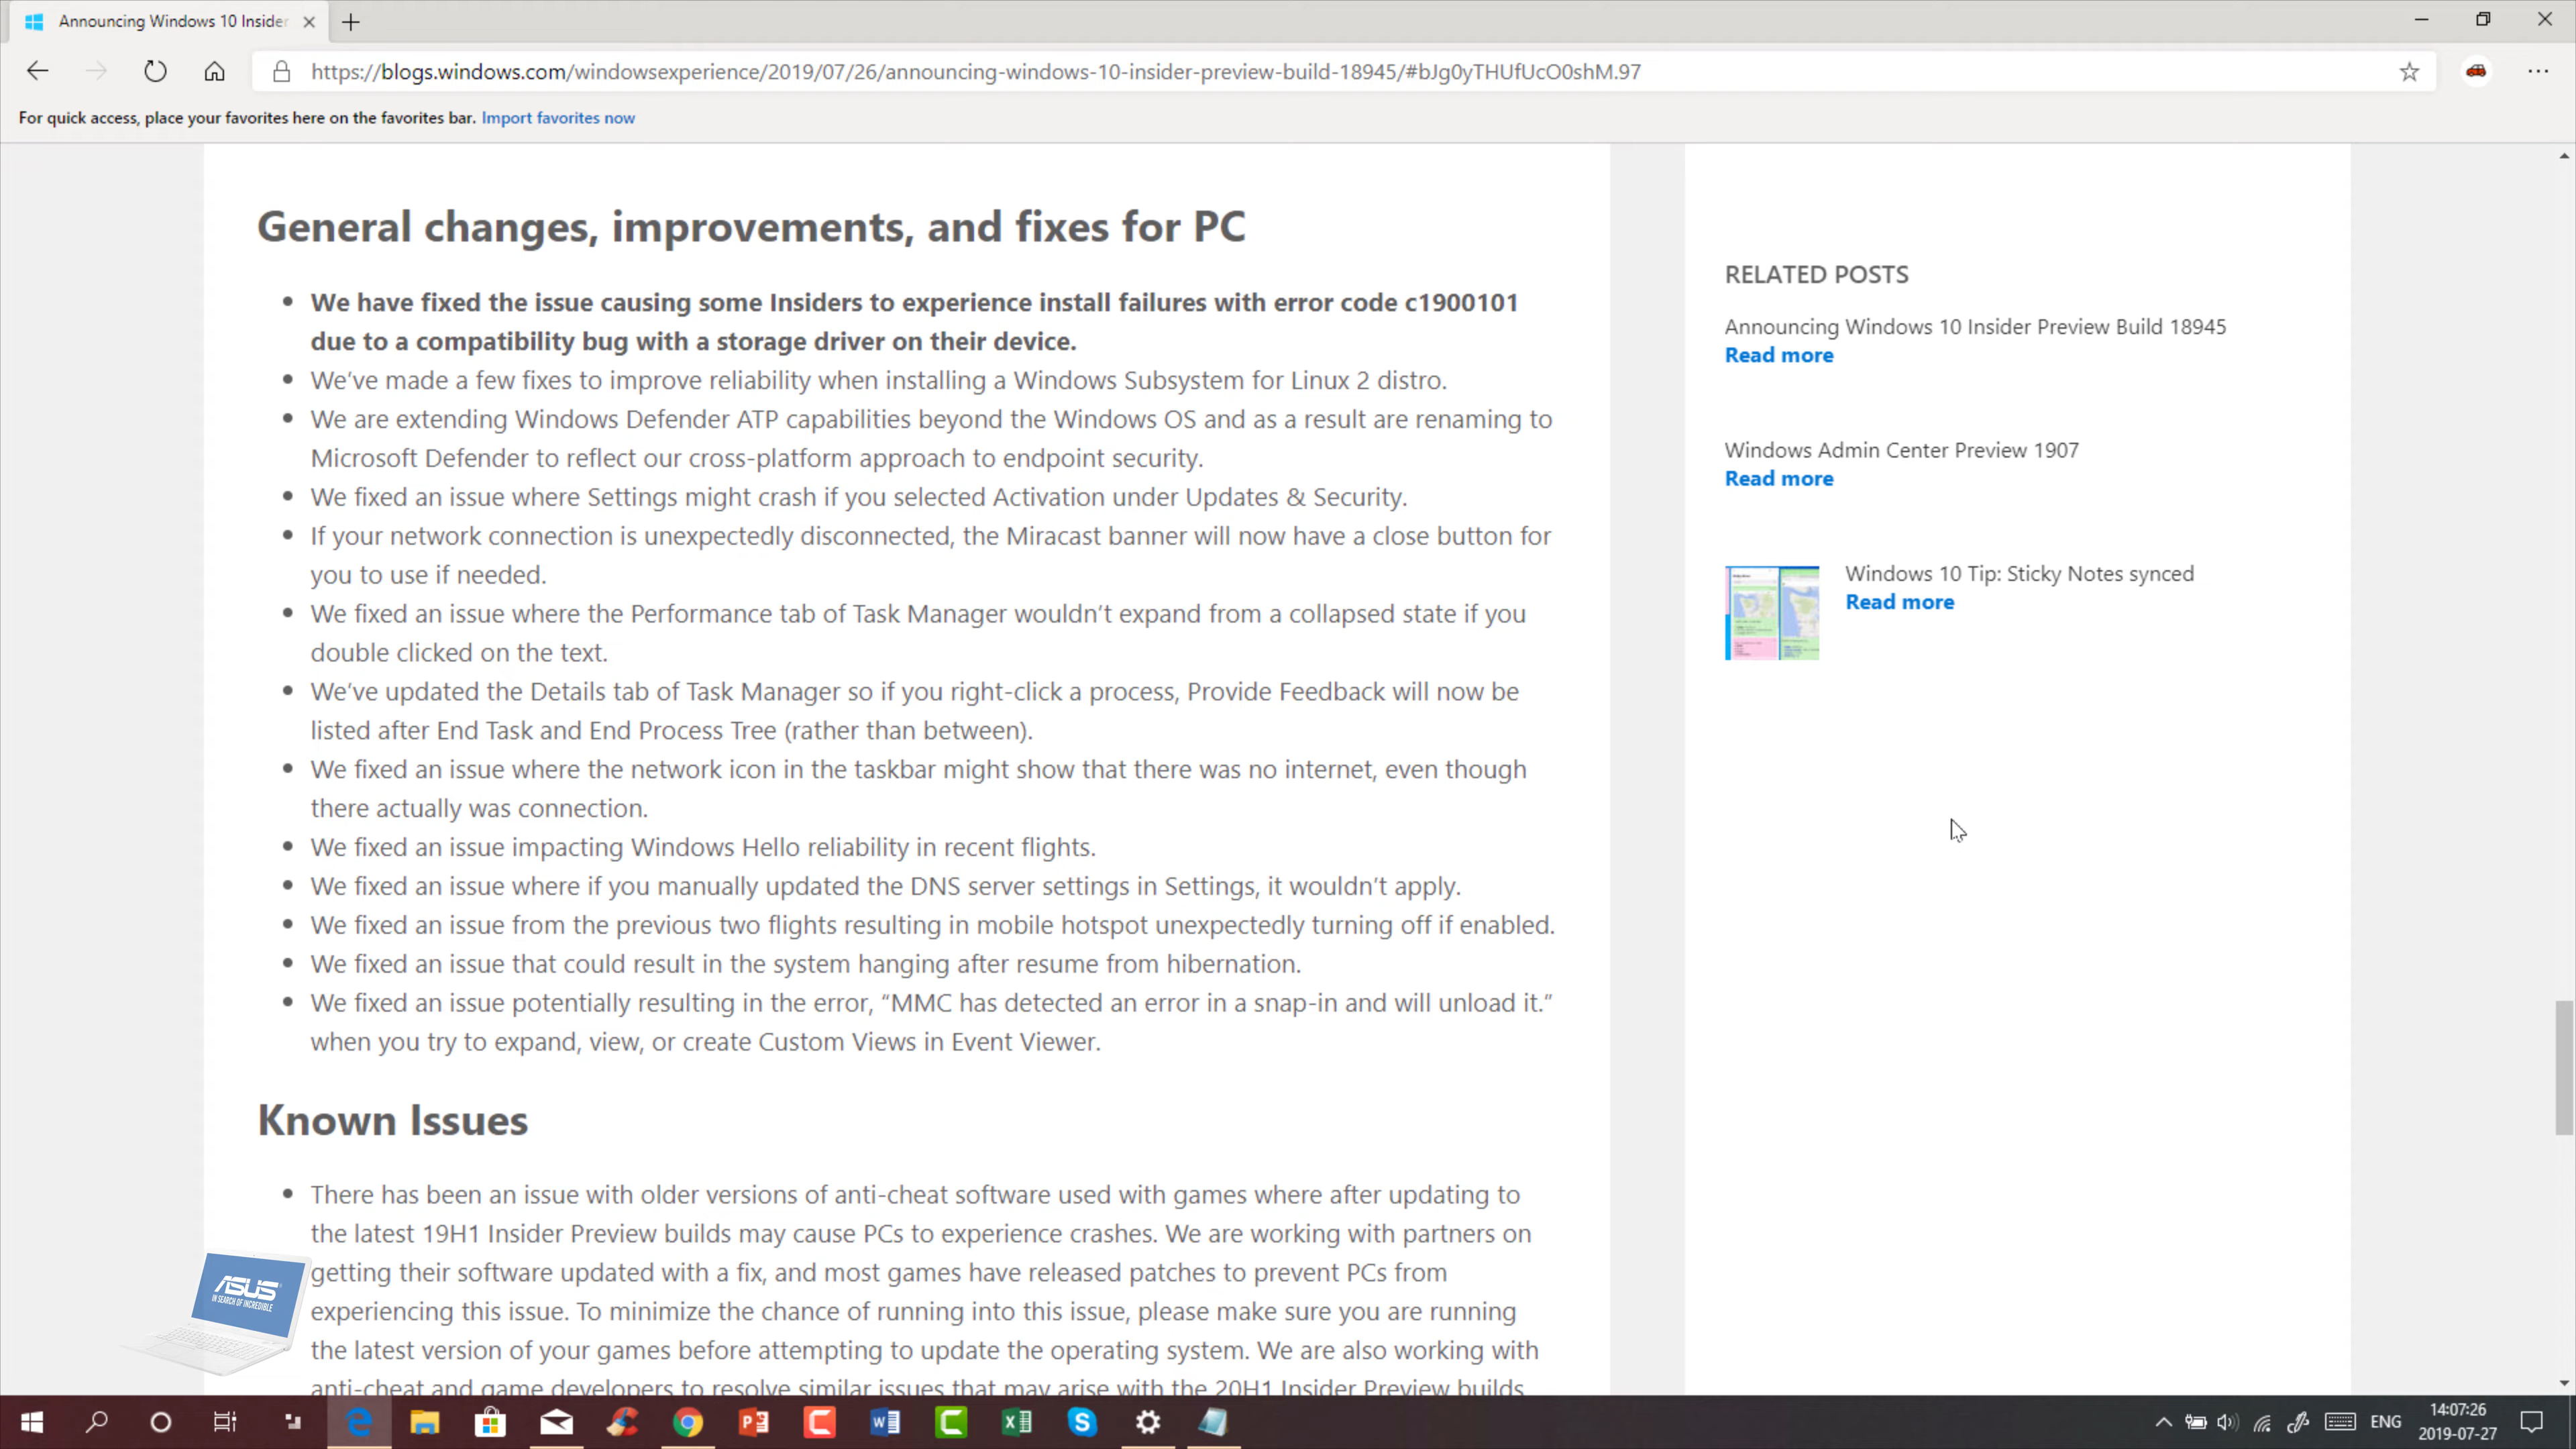 Announcing Windows 10 Insider
https://blogs.windows.com/windowsexperience/2019/07/26/announcing-windows-10-insider-preview-build-18945/#bJg0yTHUfUcO0shM.97
For quick access, place your favorites here on the favorites bar. Import favorites now
General changes, improvements, and fixes for PC
We have fixed the issue causing some Insiders to experience install failures with error code c1900101
due to a compatibility bug with a storage driver on their device.
We've made a few fixes to improve reliability when installing a Windows Subsystem for Linux 2 distro.
We are extending Windows Defender ATP capabilities beyond the Windows OS and as a result are renaming to
Microsoft Defender to reflect our cross-platform approach to endpoint security.
We fixed an issue where Settings might crash if you selected Activation under Updates & Security.
If your network connection is unexpectedly disconnected, the Miracast banner will now have a close button for
you to use if needed.
We fixed an issue where the Performance tab of Task Manager wouldn't expand from a collapsed state if you
double clicked on the text.
We've updated the Details tab of Task Manager so if you right-click a process, Provide Feedback will now be
listed after End Task and End Process Tree (rather than between).
We fixed an issue where the network icon in the taskbar might show that there was no internet, even though
there actually was connection.
We fixed an issue impacting Windows Hello reliability in recent flights.
We fixed an issue where if you manually updated the DNS server settings in Settings, it wouldn't apply.
We fixed an issue from the previous two flights resulting in mobile hotspot unexpectedly turning off if enabled.
We fixed an issue that could result in the system hanging after resume from hibernation.
We fixed an issue potentially resulting in the error, “MMC has detected an error in a snap-in and will unload it.”
when you try to expand, view, or create Custom Views in Event Viewer.
Known Issues
There has been an issue with older versions of anti-cheat software used with games where after updating to
the latest 19H1 Insider Preview builds may cause PCs to experience crashes. We are working with partners on
getting their software updated with a fix, and most games have released patches to prevent PCs from
experiencing this issue. To minimize the chance of running into this issue, please make sure you are running
the latest version of your games before attempting to update the operating system. We are also working with
anti-cheat and game developers to resolve similar issues that may arise with the 20H1 Insider Preview builds
RELATED POSTS
Announcing Windows 10 Insider Preview Build 18945
Read more
Windows Admin Center Preview 1907
Read more
Windows 10 Tip: Sticky Notes synced
Read more
ASUS
IN SEARCH OF INCREDIBLE
ENG
14:07:26
2019-07-27